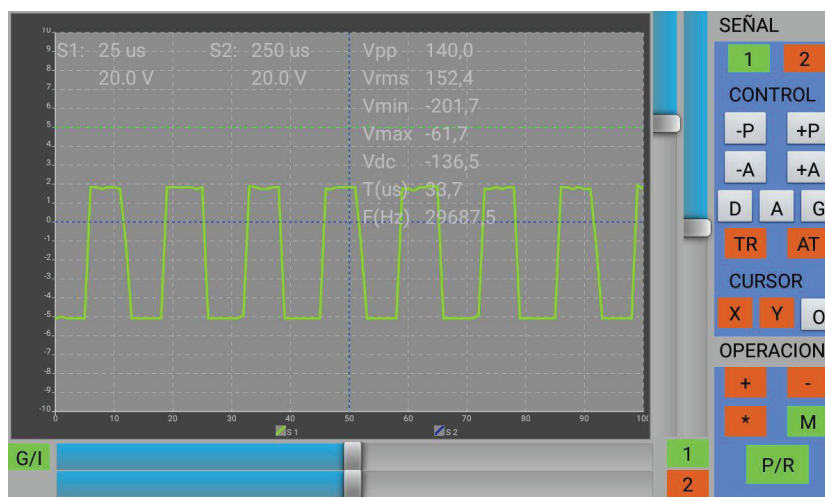 S1: 25 us S2: 250 us Vpp 140,0
20.0 V 20.0 V Vrms 152,4
Vmin -201,7
Vmax -61,7
Vdc -136,5
T(us) 33,7
F(Hz) 29687,5
10
9
8
7
6
5
4
3
2
1
0
-1
-2
-3
-4
-5
-6
-7
-8
-9
-10
0 10 20 30 40 50 60 70 80 90 100
S 1 S 2
G/I
1
2
SEÑAL
1 2
CONTROL
-P +P
-A +A
D A G
TR AT
CURSOR
X Y O
OPERACION
+ -
* M
P/R